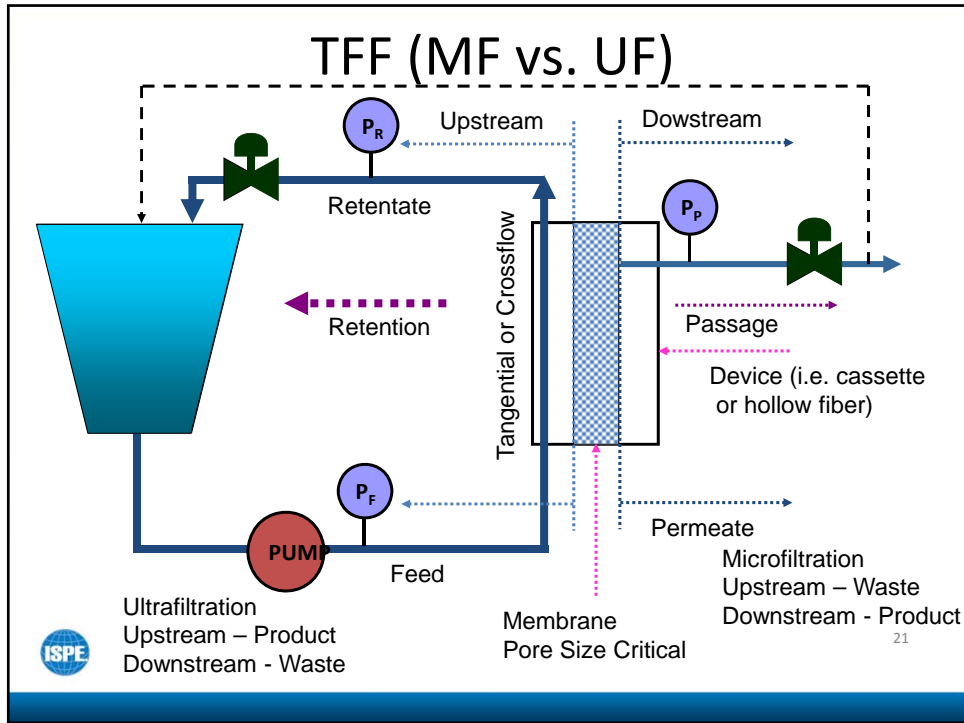 TFF (MF vs. UF)
Upstream
Dowstream
PR
Retentate
PP
Tangential or Crossflow
Retention
Passage
Device (i.e. cassette
or hollow fiber)
PF
Permeate
PUMP
Feed
Microfiltration
Upstream – Waste
Downstream - Product
Ultrafiltration
Upstream – Product
Downstream - Waste
Membrane
Pore Size Critical
ISPE
21